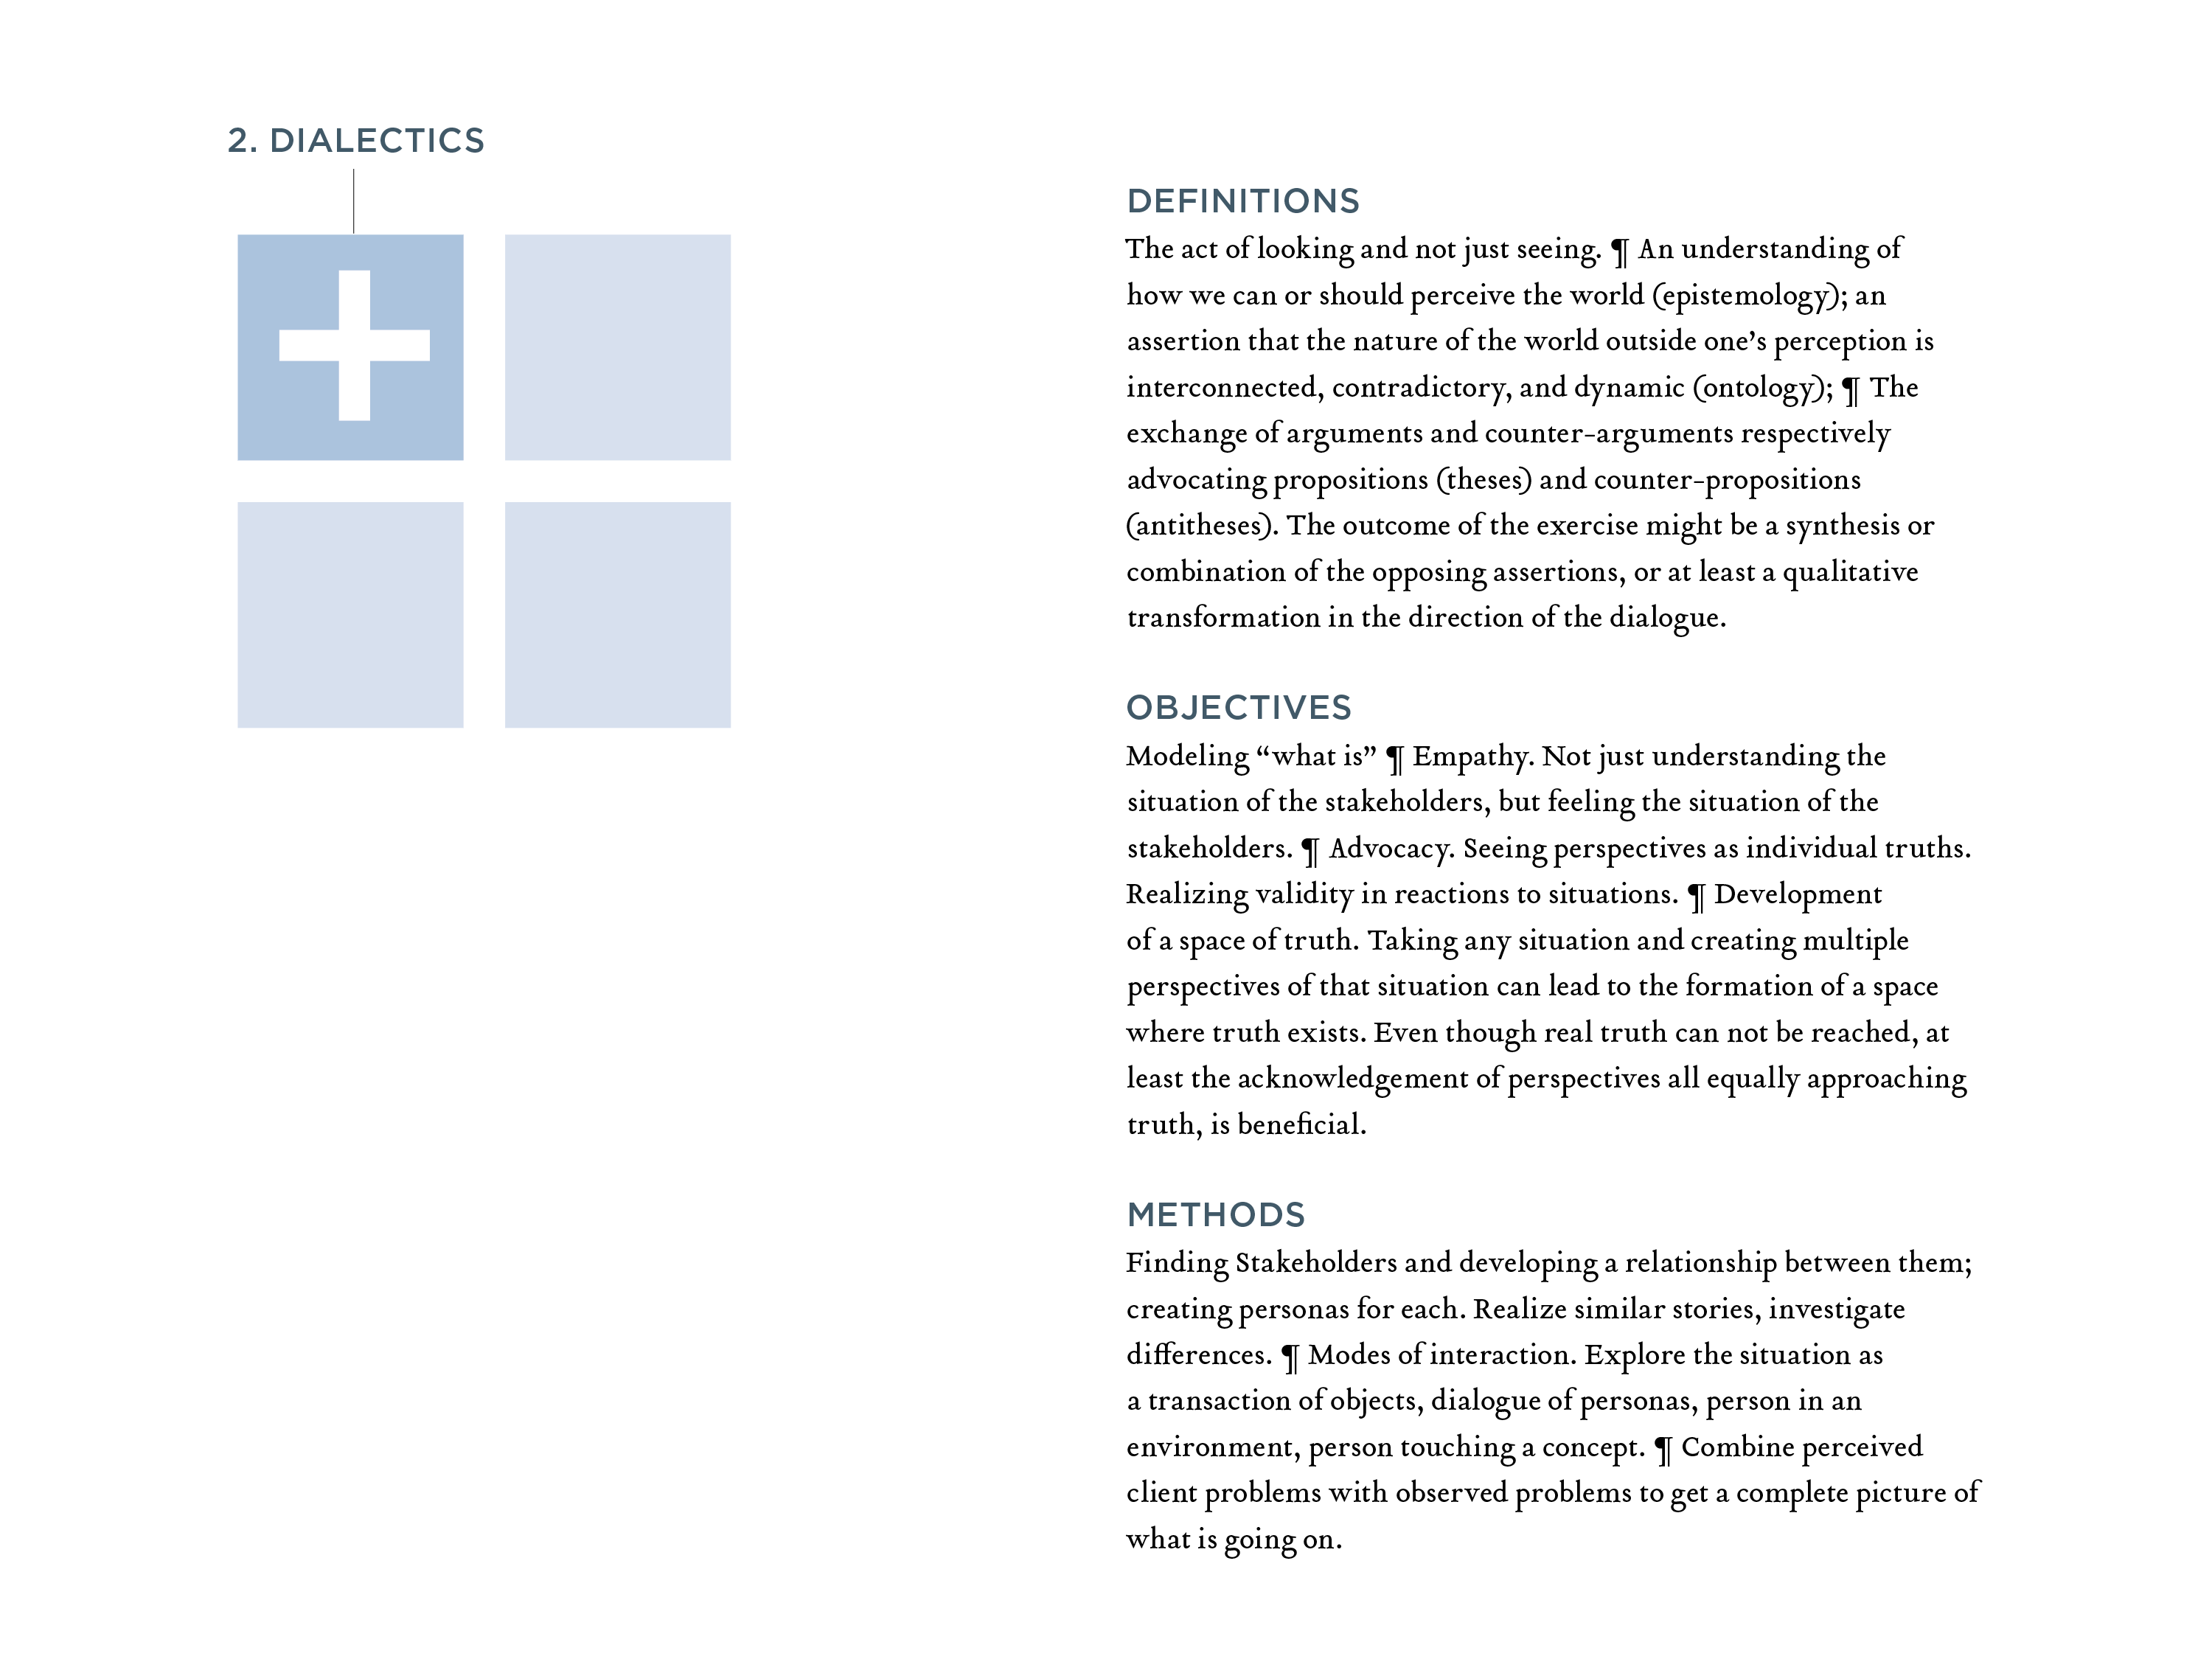 2. DIALECTICS
DEFINITIONS
The act of looking and not just seeing. ¶ An understanding of
how we can or should perceive the world (epistemology); an
assertion that the nature of the world outside one’s perception is
interconnected, contradictory, and dynamic (ontology); ¶ The
exchange of arguments and counter-arguments respectively
advocating propositions (theses) and counter-propositions
(antitheses). The outcome of the exercise might be a synthesis or
combination of the opposing assertions, or at least a qualitative
transformation in the direction of the dialogue.
OBJECTIVES
Modeling “what is” ¶ Empathy. Not just understanding the
situation of the stakeholders, but feeling the situation of the
stakeholders. ¶ Advocacy. Seeing perspectives as individual truths.
Realizing validity in reactions to situations. ¶ Development
of a space of truth. Taking any situation and creating multiple
perspectives of that situation can lead to the formation of a space
where truth exists. Even though real truth can not be reached, at
least the acknowledgement of perspectives all equally approaching
truth, is beneficial.
METHODS
Finding Stakeholders and developing a relationship between them;
creating personas for each. Realize similar stories, investigate
differences. ¶ Modes of interaction. Explore the situation as
a transaction of objects, dialogue of personas, person in an
environment, person touching a concept. ¶ Combine perceived
client problems with observed problems to get a complete picture of
what is going on.